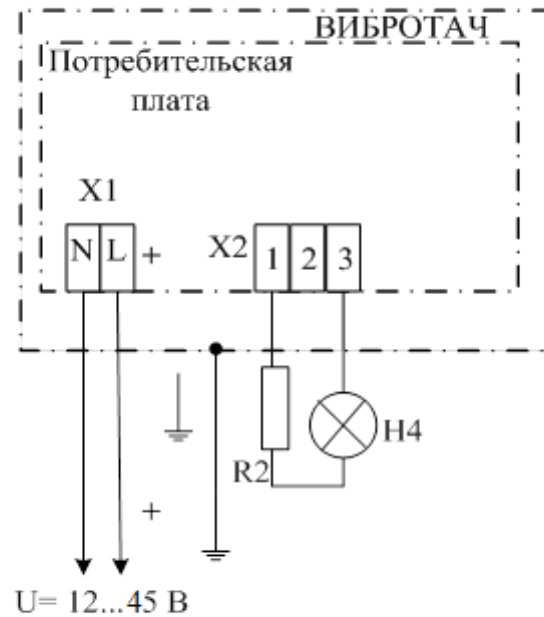 ВИБРОТАЧ
Потребительская
плата
X1
N L + X2 1 2 3
H4
R2
+
U= 12...45 В